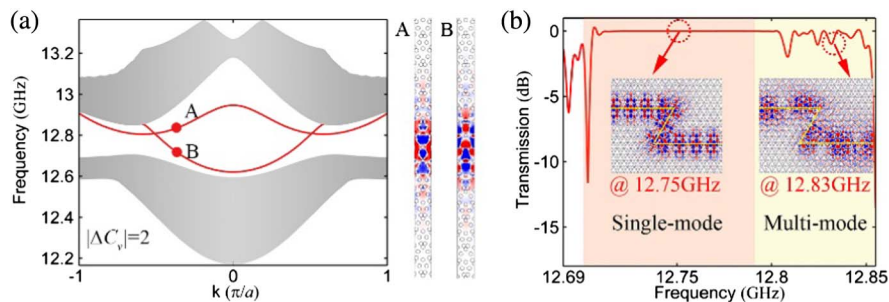 (a)
A
B
(b)
13.2
13
12.8
12.6
12.4
12.2
Frequency (GHz)
A
B
|ΔC_v|=2
-1
-0.5
0
0.5
1
k (π/a)
0
-5
-10
-15
-18
Transmission (dB)
@ 12.75GHz
@ 12.83GHz
Single-mode
Multi-mode
12.69
12.75
12.8
12.855
Frequency (GHz)